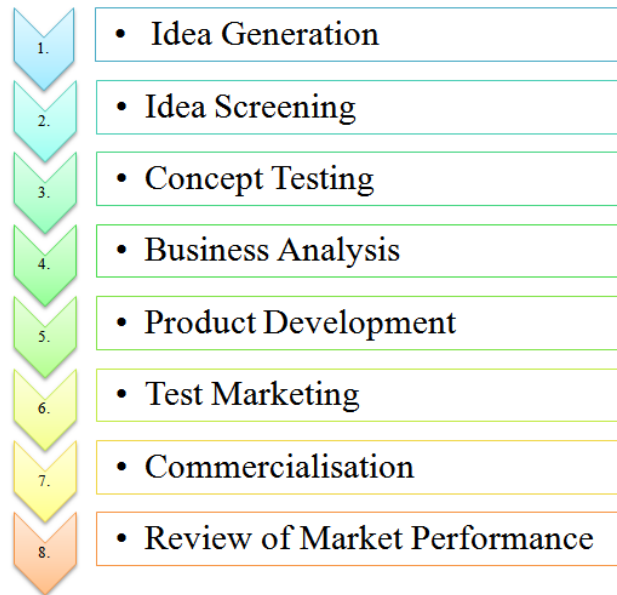 1. • Idea Generation
2. • Idea Screening
3. • Concept Testing
4. • Business Analysis
5. • Product Development
6. • Test Marketing
7. • Commercialisation
8. • Review of Market Performance